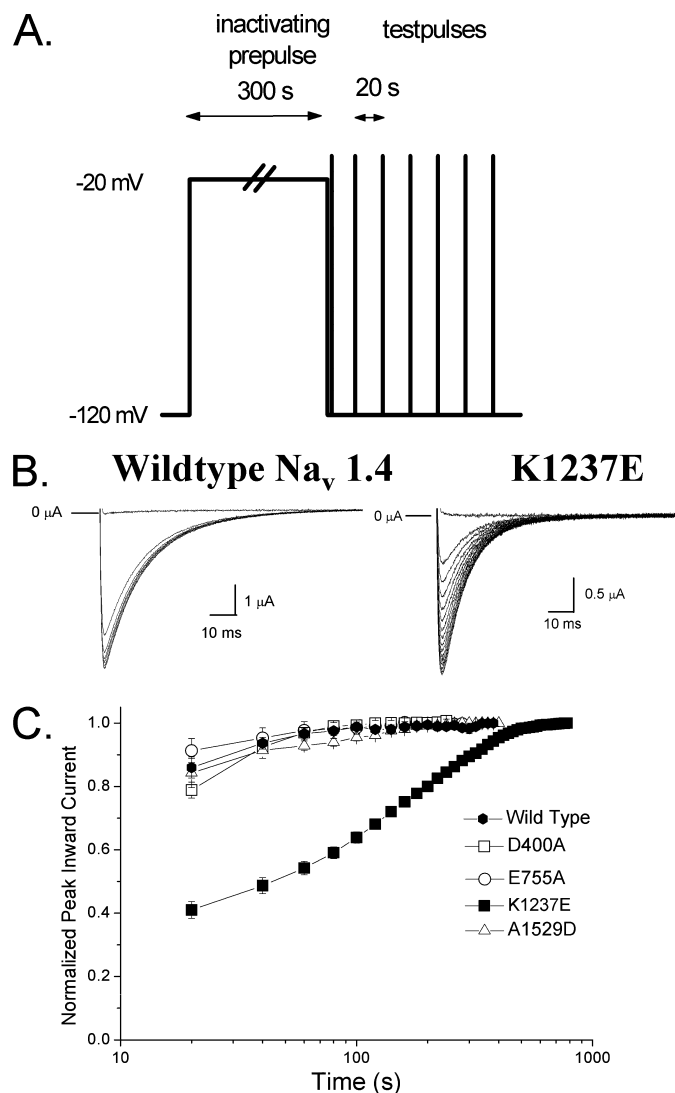 A.
inactivating
prepulse
300 s
testpulses
20 s
-20 mV
-120 mV
B.
Wildtype Nav 1.4
K1237E
0 μA
1 μA
10 ms
0 μA
0.5 μA
10 ms
C.
Normalized Peak Inward Current
1.0
0.8
0.6
0.4
0.2
0.0
Wild Type
D400A
E755A
K1237E
A1529D
10
100
1000
Time (s)